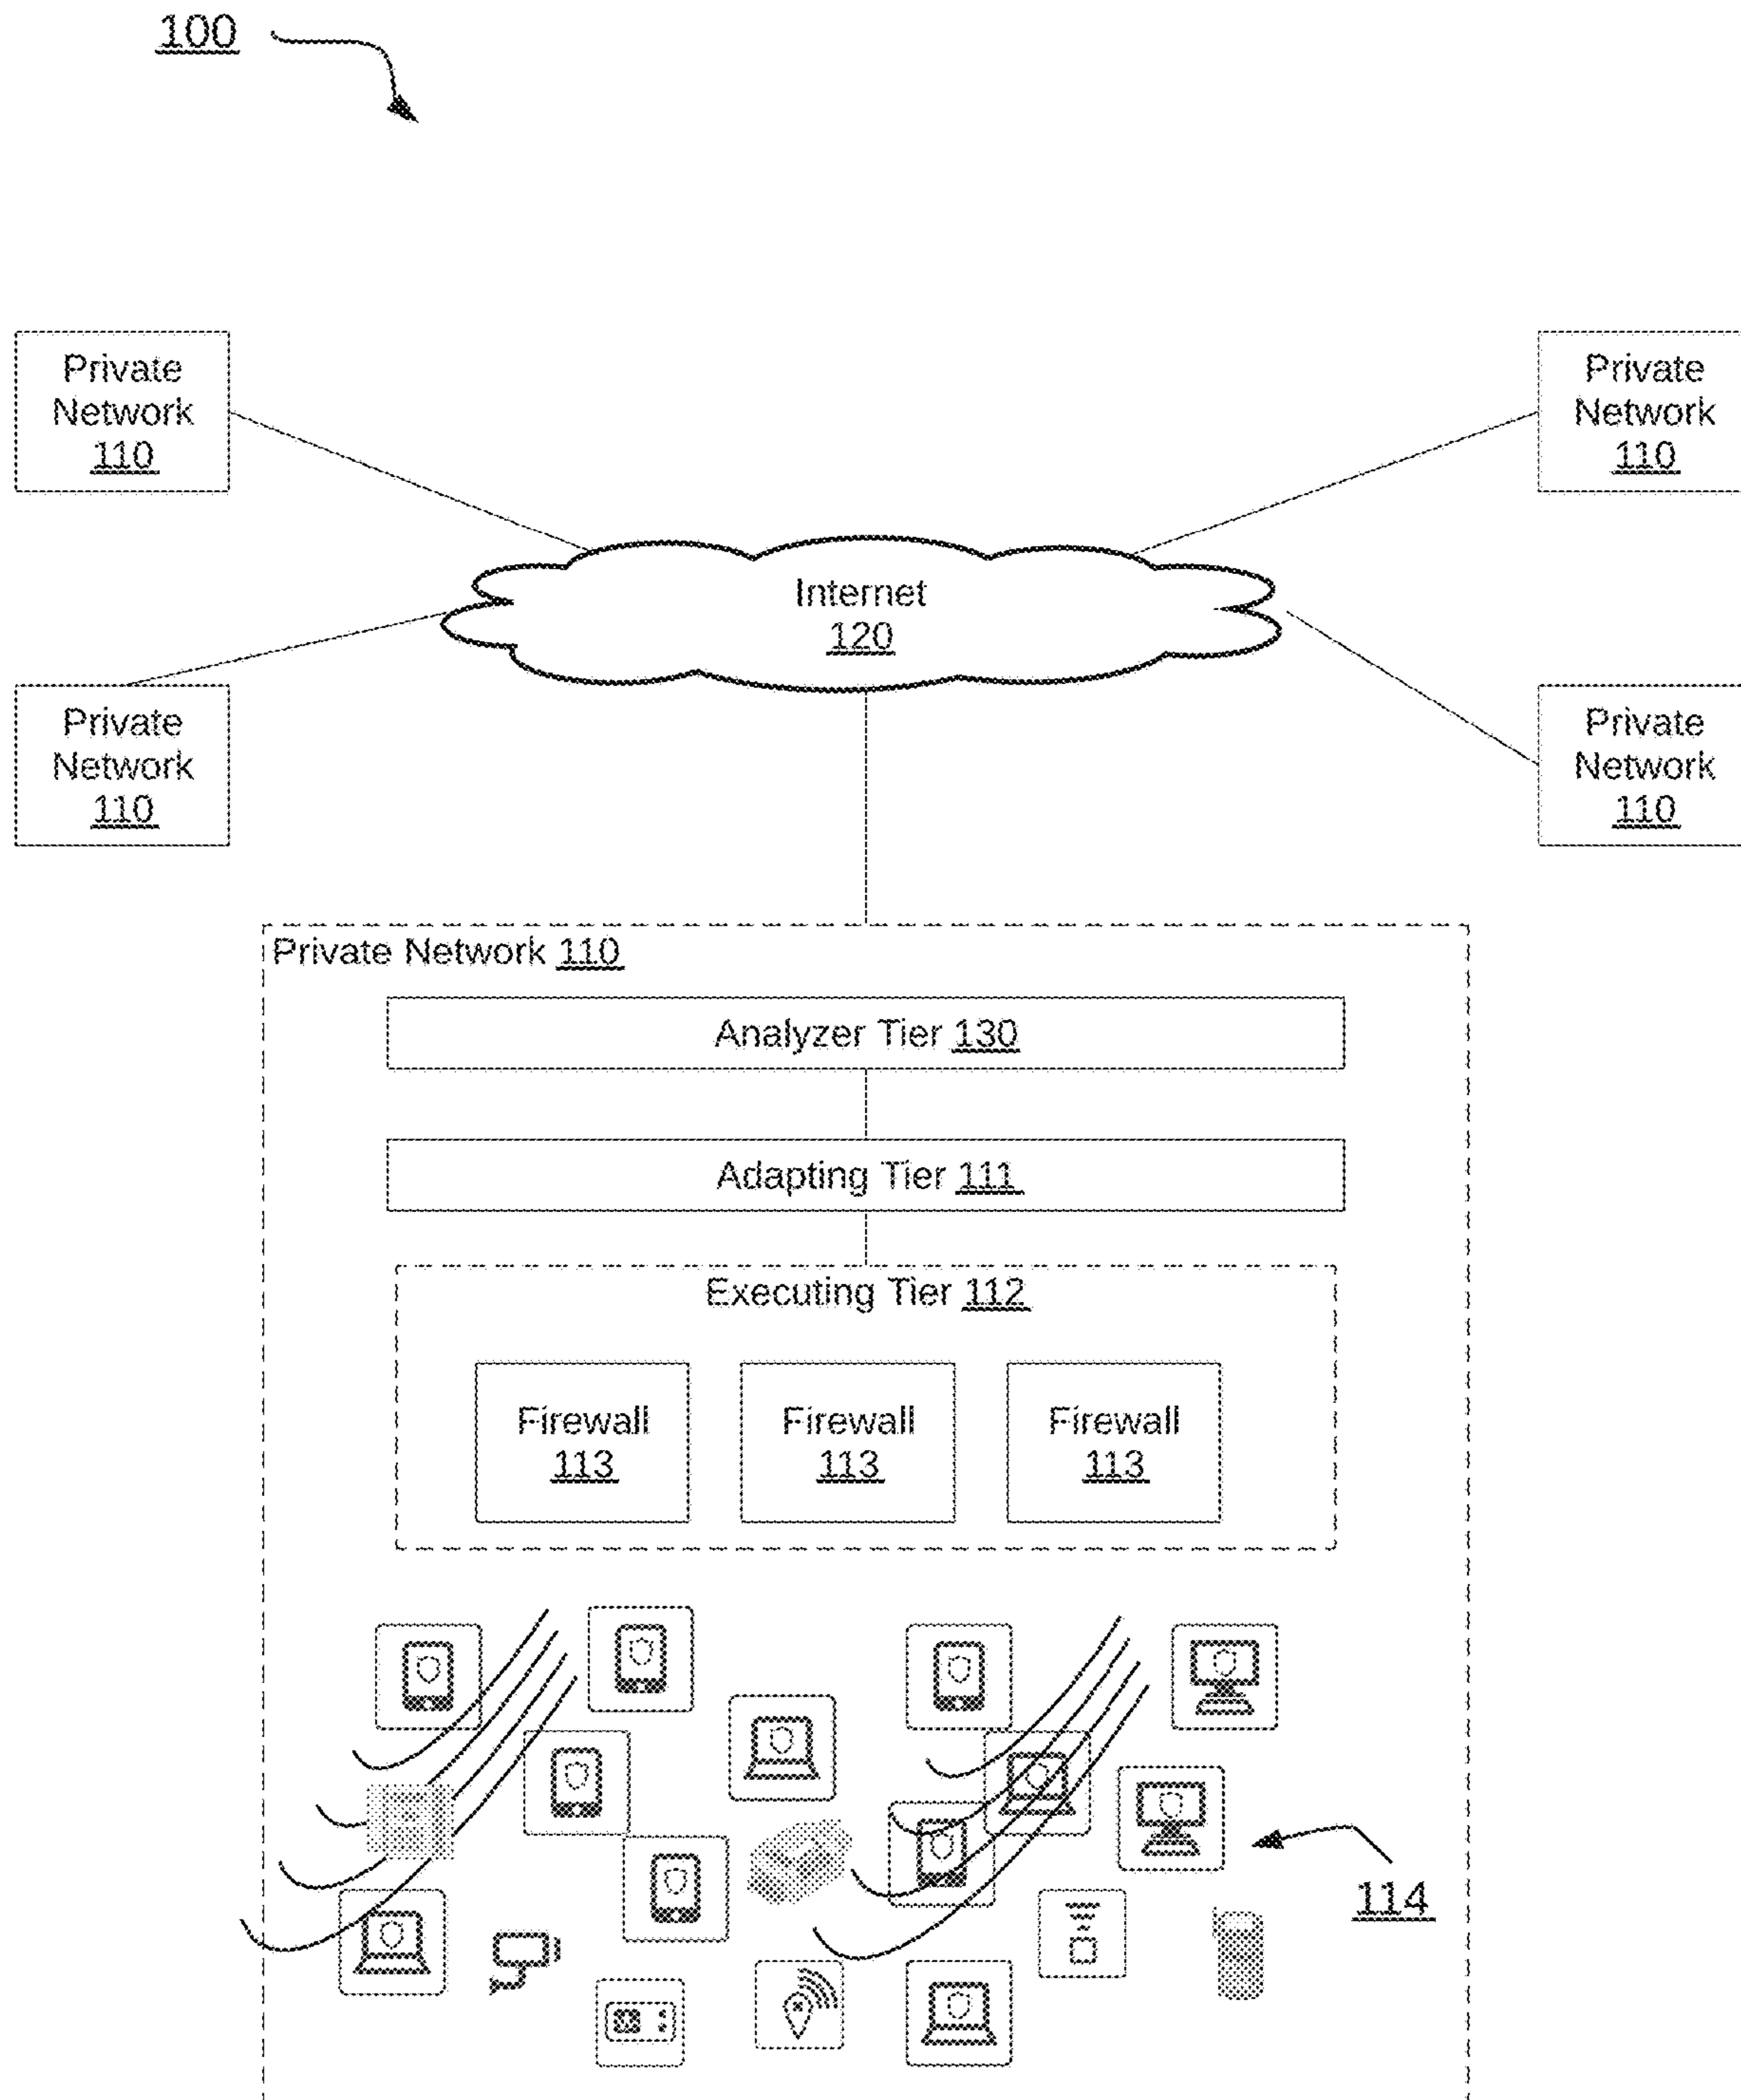 100
Private
Network
110
Private
Network
110
Internet
120
Private
Network
110
Private
Network
110
Private Network 110
Analyzer Tier 130
Adapting Tier 111
Executing Tier 112
Firewall
113
Firewall
113
Firewall
113
114